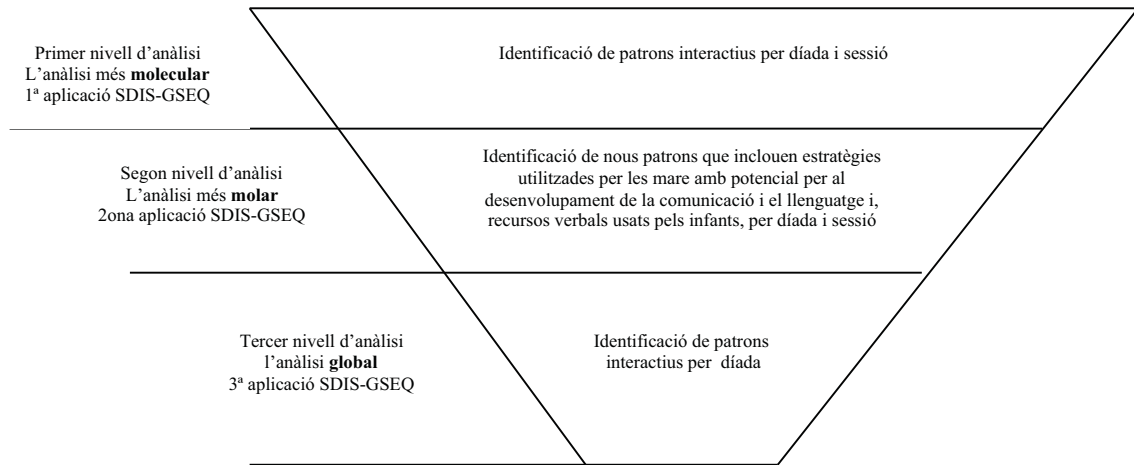 Primer nivell d’anàlisi
L’anàlisi més molecular
1ª aplicació SDIS-GSEQ
Identificació de patrons interactius per díada i sessió
Segon nivell d’anàlisi
L’anàlisi més molar
2ona aplicació SDIS-GSEQ
Identificació de nous patrons que inclouen estratègies
utilitzades per les mare amb potencial per al
desenvolupament de la comunicació i el llenguatge i,
recursos verbals usats pels infants, per díada i sessió
Tercer nivell d’anàlisi
l’anàlisi global
3ª aplicació SDIS-GSEQ
Identificació de patrons
interactius per díada